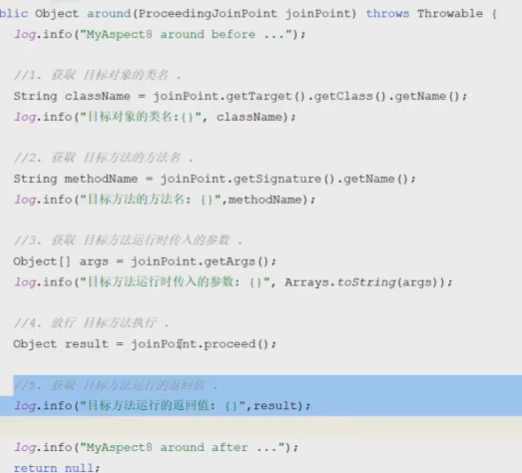 blic Object around(ProceedingJoinPoint joinPoint) throws Throwable {
log.info("MyAspect8 around before ...");
//1. 获取 目标对象的类名 .
String className = joinPoint.getTarget().getClass().getName();
log.info("目标对象的类名:{}", className);
//2. 获取 目标方法的方法名 .
String methodName = joinPoint.getSignature().getName();
log.info("目标方法的方法名: {}",methodName);
//3. 获取 目标方法运行时传入的参数 .
Object[] args = joinPoint.getArgs();
log.info("目标方法运行时传入的参数: {}", Arrays.toString(args));
//4. 放行 目标方法执行 .
Object result = joinPoint.proceed();
//5. 获取 目标方法运行的返回值 .
log.info("目标方法运行的返回值: {}",result);
log.info("MyAspect8 around after ...");
return null;